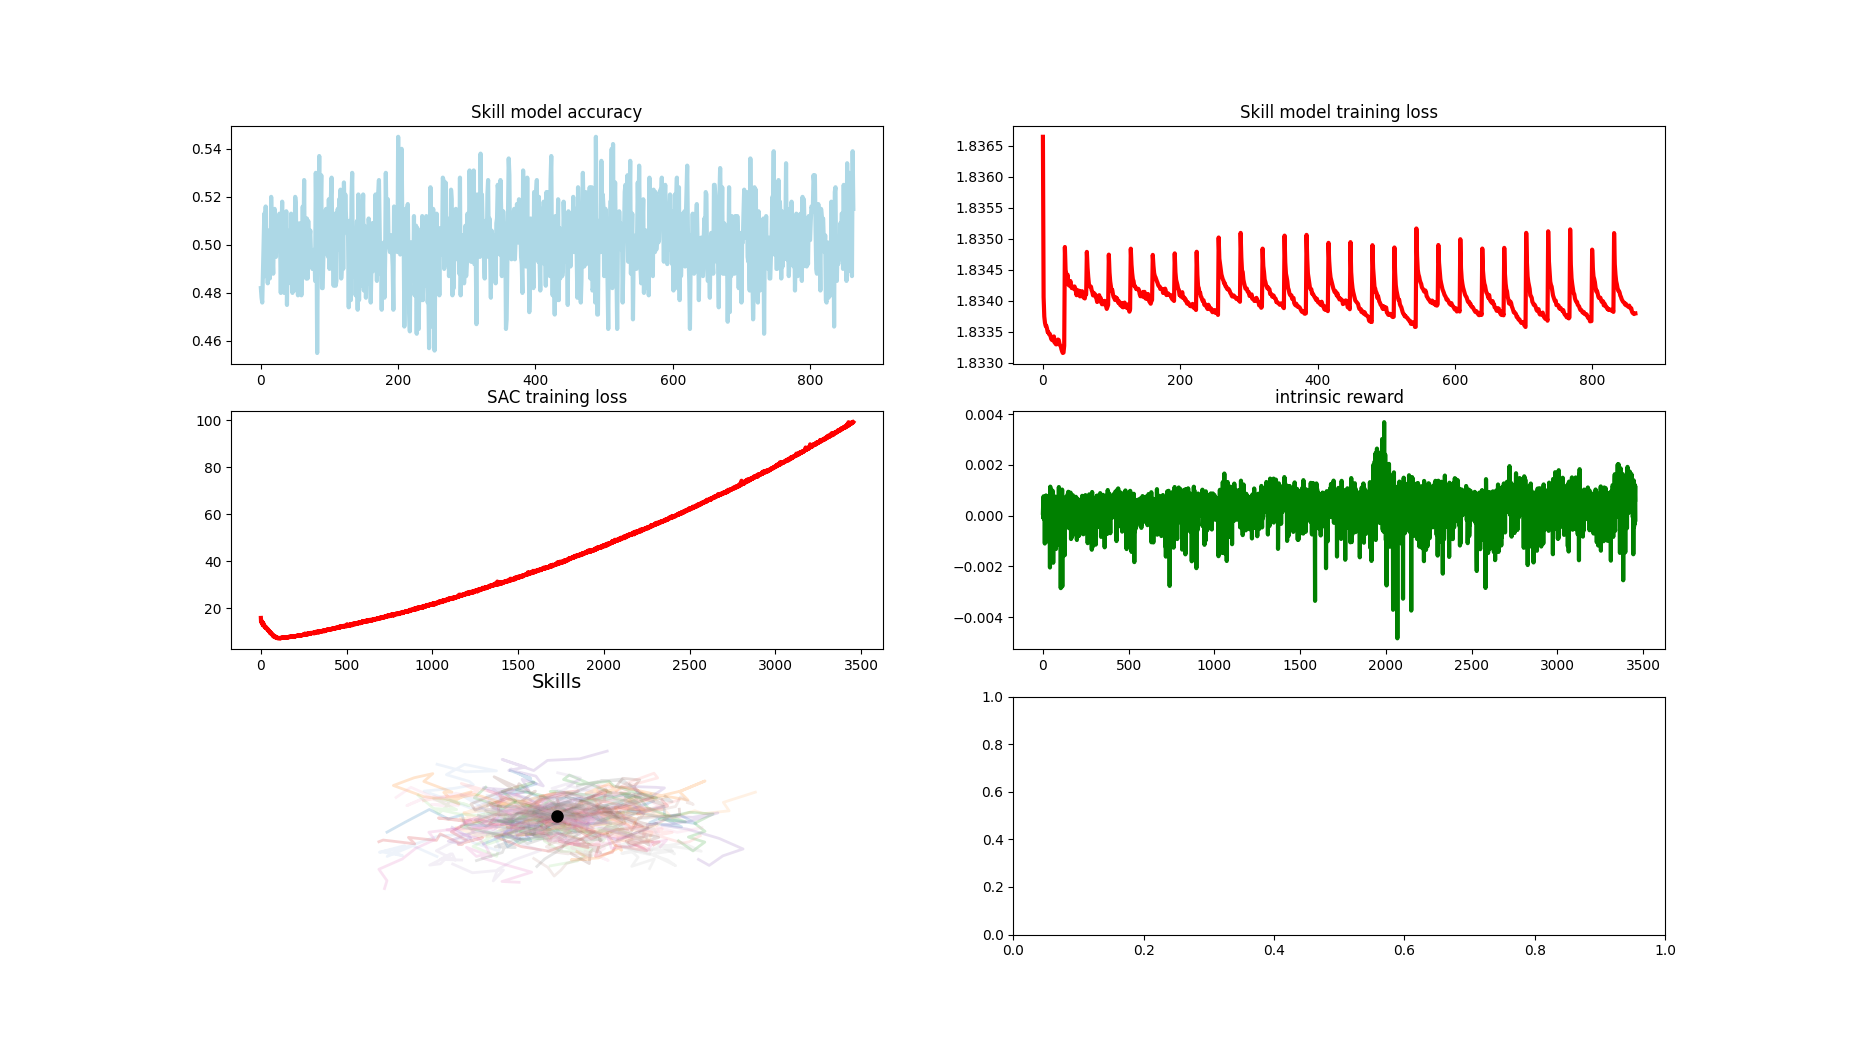 Skill model accuracy
0.54
0.52
0.50
0.48
0.46
0 200 400 600 800
Skill model training loss
1.8365
1.8360
1.8355
1.8350
1.8345
1.8340
1.8335
1.8330
0 200 400 600 800
SAC training loss
100
80
60
40
20
0 500 1000 1500 2000 2500 3000 3500
intrinsic reward
0.004
0.002
0.000
−0.002
−0.004
0 500 1000 1500 2000 2500 3000 3500
Skills
1.0
0.8
0.6
0.4
0.2
0.0
0.0 0.2 0.4 0.6 0.8 1.0